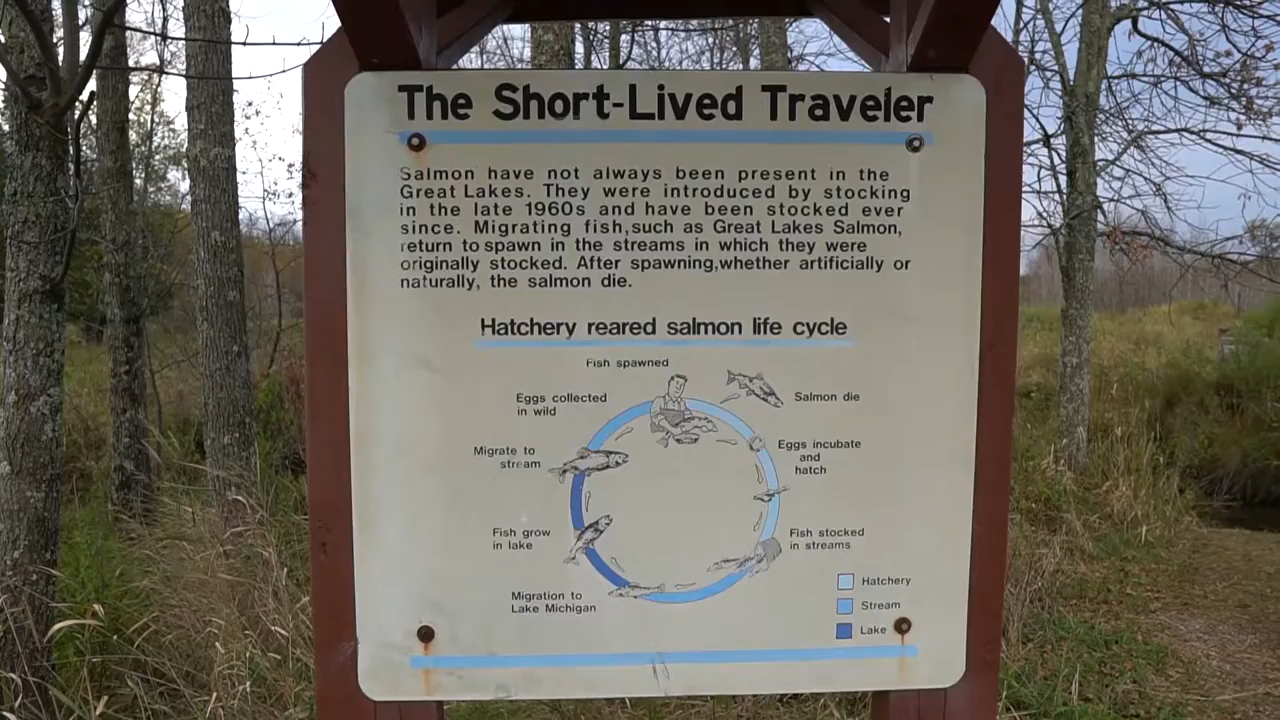 The Short-Lived Traveler
Salmon have not always been present in the
Great Lakes. They were introduced by stocking
in the late 1960s and have been stocked ever
since. Migrating fish,such as Great Lakes Salmon,
return to spawn in the streams in which they were
originally stocked. After spawning,whether artificially or
naturally, the salmon die.
Hatchery reared salmon life cycle
Fish spawned
Salmon die
Eggs incubate
and
hatch
Fish stocked
in streams
Migration to
Lake Michigan
Fish grow
in lake
Migrate to
stream
Eggs collected
in wild
Hatchery
Stream
Lake